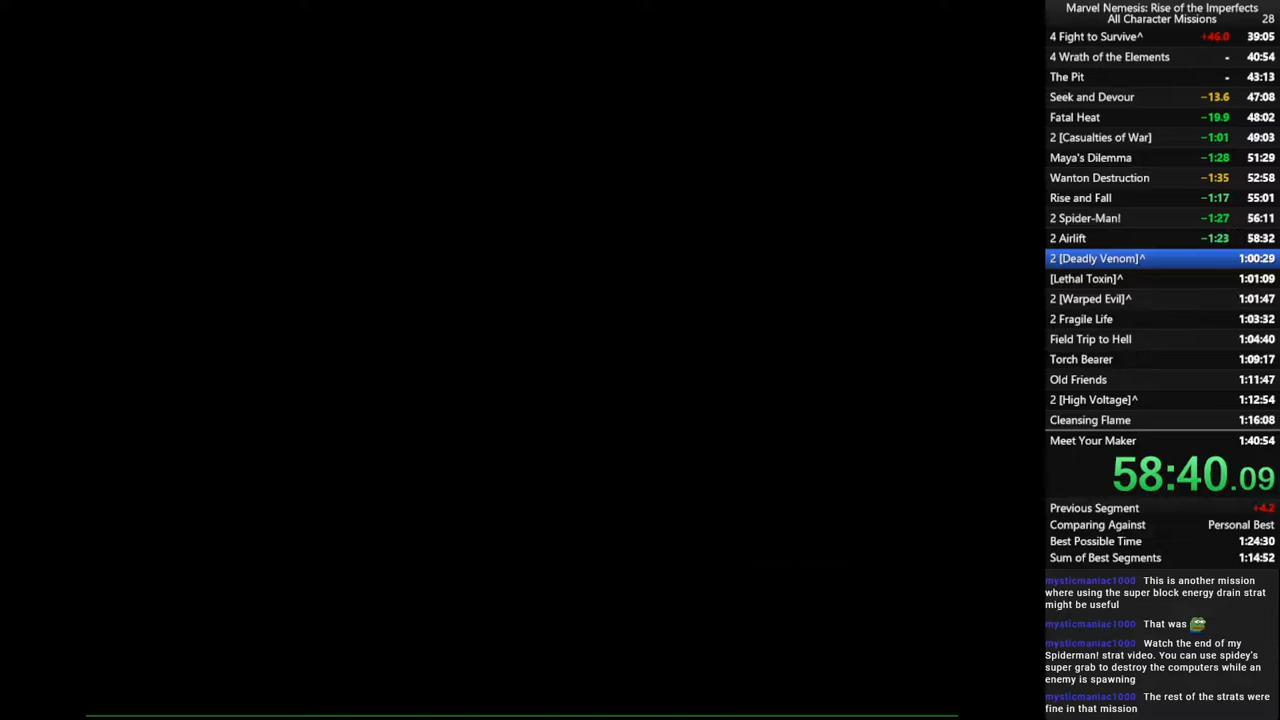 Marvel Nemesis: Rise of the Imperfects
All Character Missions 28
4 Fight to Survive^ +46.0 39:05
4 Wrath of the Elements - 40:54
The Pit - 43:13
Seek and Devour −13.6 47:08
Fatal Heat −19.9 48:02
2 [Casualties of War] −1:01 49:03
Maya's Dilemma −1:28 51:29
Wanton Destruction −1:35 52:58
Rise and Fall −1:17 55:01
2 Spider-Man! −1:27 56:11
2 Airlift −1:23 58:32
2 [Deadly Venom]^ 1:00:29
[Lethal Toxin]^ 1:01:09
2 [Warped Evil]^ 1:01:47
2 Fragile Life 1:03:32
Field Trip to Hell 1:04:40
Torch Bearer 1:09:17
Old Friends 1:11:47
2 [High Voltage]^ 1:12:54
Cleansing Flame 1:16:08
Meet Your Maker 1:40:54
58:40.09
Previous Segment +4.2
Comparing Against Personal Best
Best Possible Time 1:24:30
Sum of Best Segments 1:14:52
mysticmaniac1000 This is another mission
where using the super block energy drain strat
might be useful
mysticmaniac1000 That was
mysticmaniac1000 Watch the end of my
Spiderman! strat video. You can use spidey's
super grab to destroy the computers while an
enemy is spawning
mysticmaniac1000 The rest of the strats were
fine in that mission